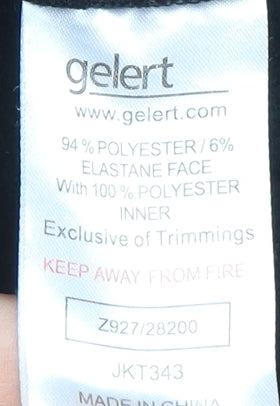 gelert
www.gelert.com
94 % POLYESTER / 6%
ELASTANE FACE
With 100 % POLYESTER
INNER
Exclusive of Trimmings
KEEP AWAY FROM FIRE
Z927/28200
JKT343
MADE IN CHINA